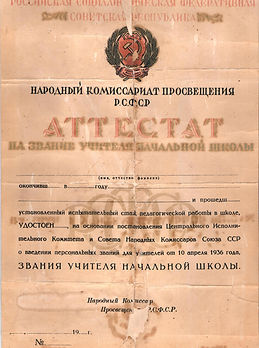 РОССИЙСКАЯ СОЦИАЛИСТИЧЕСКАЯ ФЕДЕРАТИВНАЯ
СОВЕТСКАЯ РЕСПУБЛИКА
НАРОДНЫЙ КОМИССАРИАТ ПРОСВЕЩЕНИЯ
Р.С.Ф.С.Р
АТТЕСТАТ
НА ЗВАНИЕ УЧИТЕЛЯ НАЧАЛЬНОЙ ШКОЛЫ
(имя, отчество фамилия)
окончивш в году
и прошедш
установленный испытательный стаж педагогической работы в школе,
УДОСТОЕН , на основании постановления Центрального Исполни-
тельного Комитета и Совета Народных Комиссаров Союза ССР
о введении персональных званий для учителей от 10 апреля 1936 года,
ЗВАНИЯ УЧИТЕЛЯ НАЧАЛЬНОЙ ШКОЛЫ.
Народный Комиссар
Просвещения Р.С.Ф.С.Р.
19 г.
№